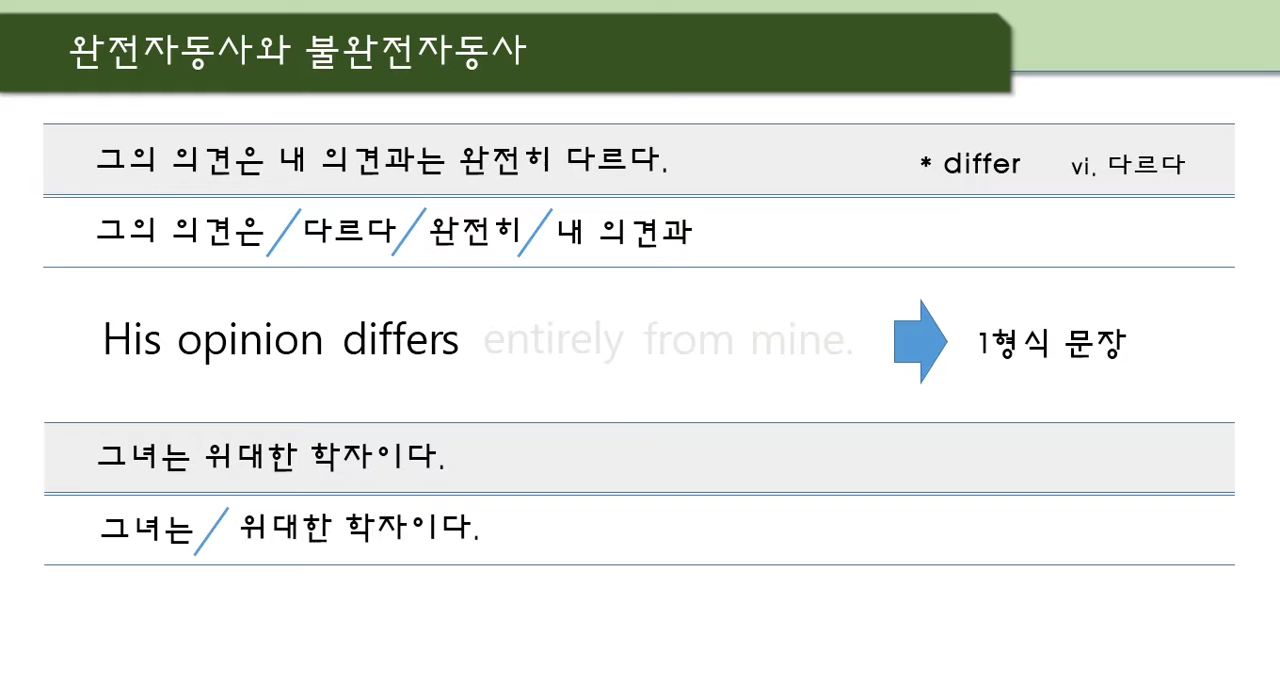 완전자동사와 불완전자동사
그의 의견은 내 의견과는 완전히 다르다. * differ vi. 다르다
그의 의견은 / 다르다 / 완전히 / 내 의견과
His opinion differs entirely from mine. 1형식 문장
그녀는 위대한 학자이다.
그녀는 / 위대한 학자이다.